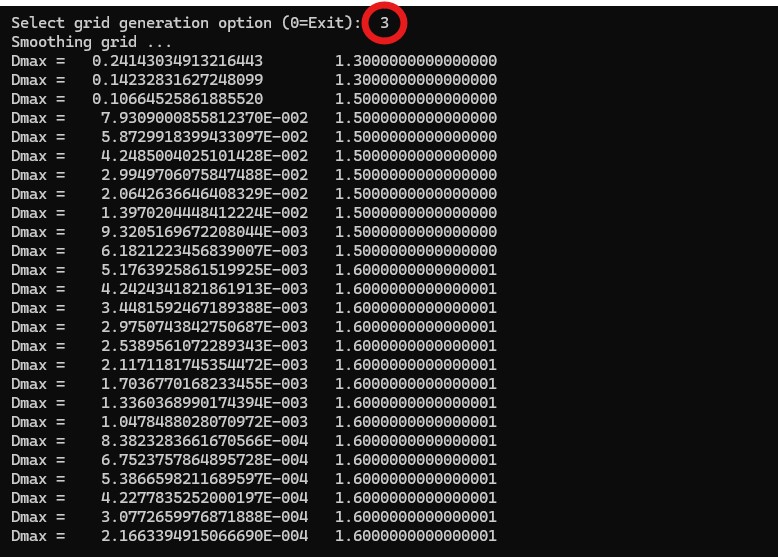 Select grid generation option (0=Exit): 3
Smoothing grid ...
Dmax = 0.24143034913216443 1.3000000000000000
Dmax = 0.14232831627248099 1.3000000000000000
Dmax = 0.10664525861885520 1.5000000000000000
Dmax = 7.9309000855812370E-002 1.5000000000000000
Dmax = 5.8729918399433097E-002 1.5000000000000000
Dmax = 4.2485004025101428E-002 1.5000000000000000
Dmax = 2.9949706075847488E-002 1.5000000000000000
Dmax = 2.0642636646408329E-002 1.5000000000000000
Dmax = 1.3970204448412224E-002 1.5000000000000000
Dmax = 9.3205169672208044E-003 1.5000000000000000
Dmax = 6.1821223456839007E-003 1.5000000000000000
Dmax = 5.1763925861519925E-003 1.6000000000000001
Dmax = 4.2424341821861913E-003 1.6000000000000001
Dmax = 3.4481592467189388E-003 1.6000000000000001
Dmax = 2.9750743842750687E-003 1.6000000000000001
Dmax = 2.5389561072289343E-003 1.6000000000000001
Dmax = 2.1171181745354472E-003 1.6000000000000001
Dmax = 1.7036770168233455E-003 1.6000000000000001
Dmax = 1.3360368990174394E-003 1.6000000000000001
Dmax = 1.0478488028070972E-003 1.6000000000000001
Dmax = 8.3823283661670566E-004 1.6000000000000001
Dmax = 6.7523757864895728E-004 1.6000000000000001
Dmax = 5.3866598211689597E-004 1.6000000000000001
Dmax = 4.2277835252000197E-004 1.6000000000000001
Dmax = 3.0772659976871888E-004 1.6000000000000001
Dmax = 2.1663394915066690E-004 1.6000000000000001